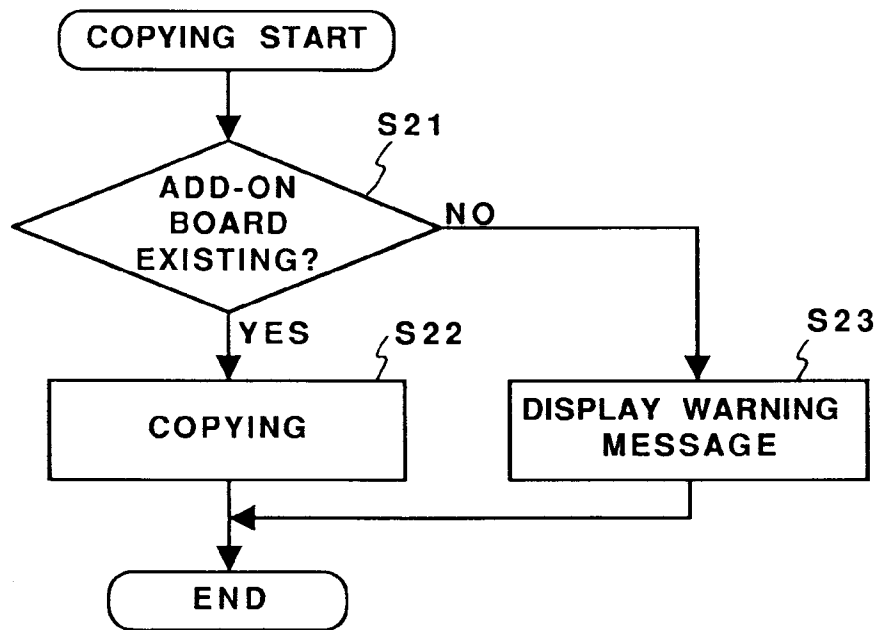 COPYING START
S21
ADD-ON
BOARD
EXISTING?
NO
YES
S22
S23
COPYING
DISPLAY WARNING
MESSAGE
END